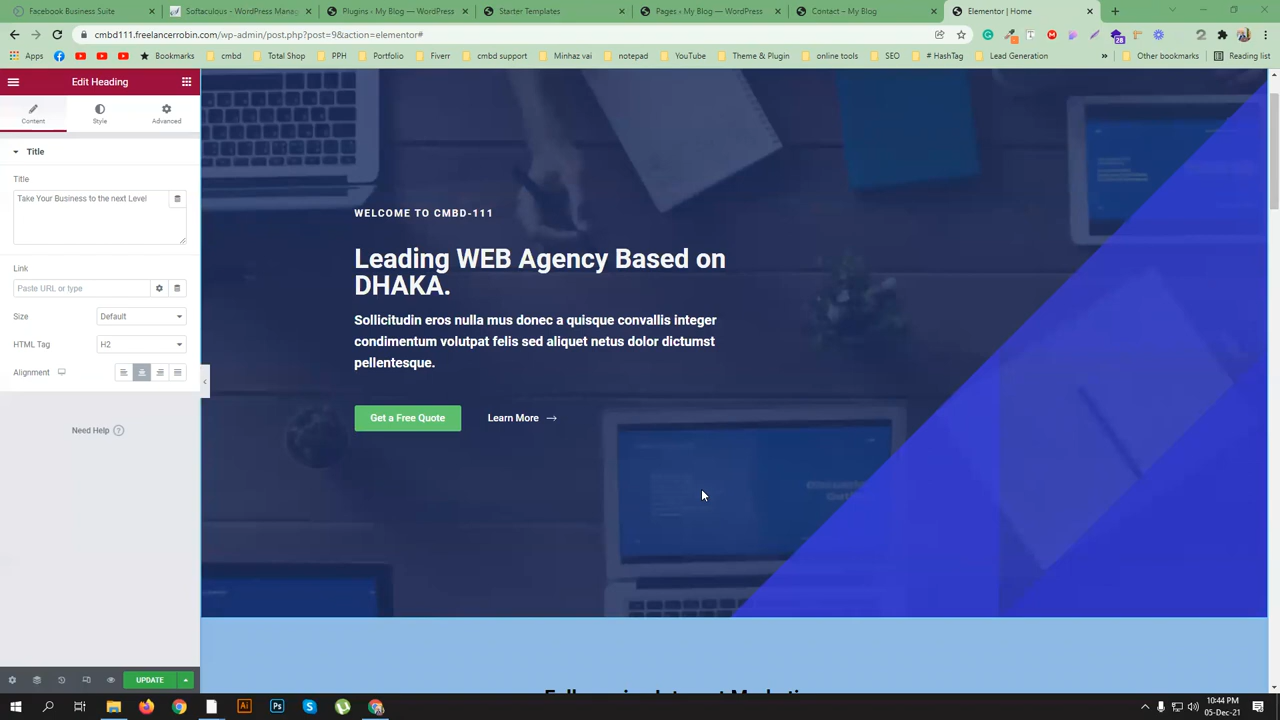 Softaculous - WordPress Mana
Plugins ‹ My Blog — WordPress
Starter Templates
Pages ‹ My Blog — WordPress
Contact – My Blog
Elementor | Home
cmbd111.freelancerrobin.com/wp-admin/post.php?post=9&action=elementor#
Apps
Bookmarks
cmbd
Total Shop
PPH
Portfolio
Fiverr
cmbd support
Minhaz vai
notepad
YouTube
Theme & Plugin
online tools
SEO
# HashTag
Lead Generation
»
Other bookmarks
Reading list
Edit Heading
Content
Style
Advanced
Title
Title
Take Your Business to the next Level
Link
Paste URL or type
Size
Default
HTML Tag
H2
Alignment
Need Help
UPDATE
WELCOME TO CMBD-111
Leading WEB Agency Based on
DHAKA.
Sollicitudin eros nulla mus donec a quisque convallis integer
condimentum volutpat felis sed aliquet netus dolor dictumst
pellentesque.
Get a Free Quote
Learn More
10:44 PM
05-Dec-21